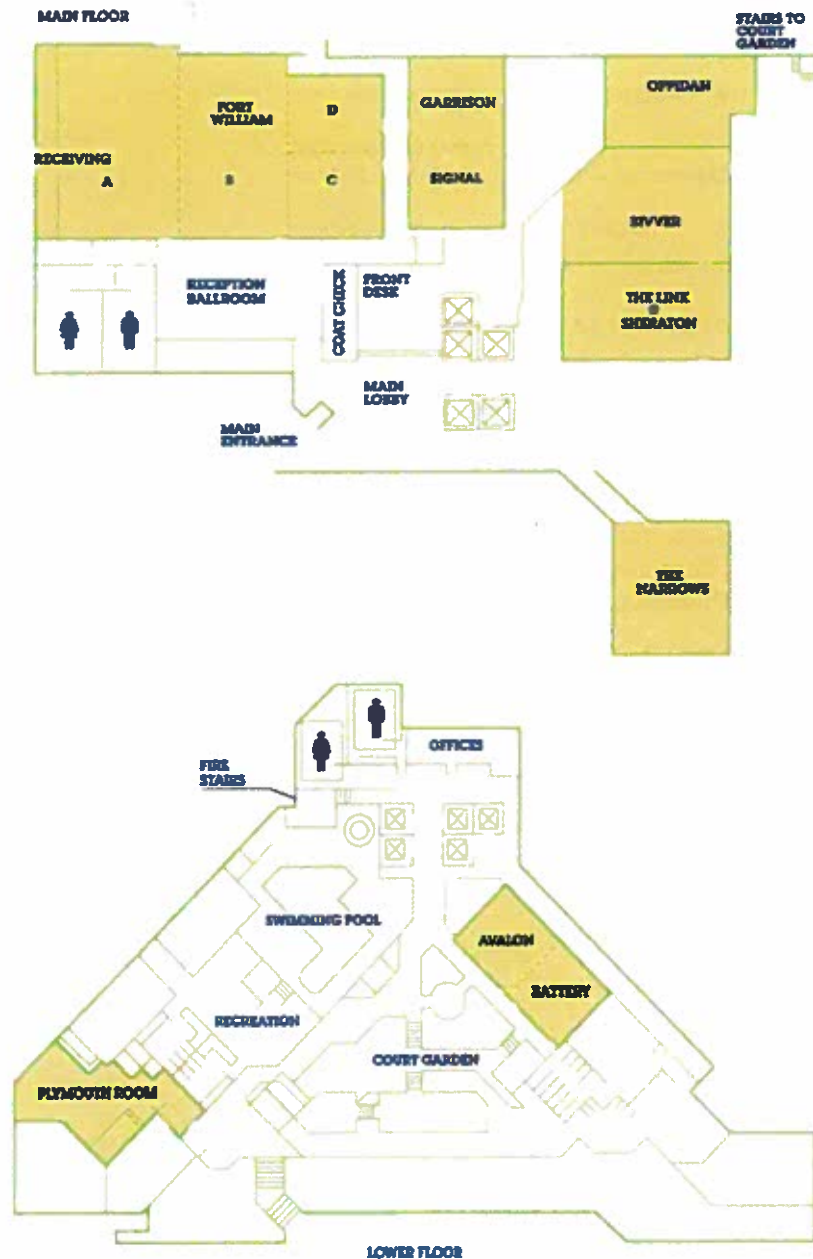 MAIN FLOOR
STAIRS TO
COURT
GARDEN
FORT
WILLIAM
D
GARRISON
OPPIDAN
RECEIVING
A
B
C
SIGNAL
BIVVER
RECEPTION
BALLROOM
COAT CHECK
FRONT
DESK
THE LINK
SHERATON
MAIN
LOBBY
MAIN
ENTRANCE
THE
NARROWS
OFFICES
FIRE
STAIRS
SWIMMING POOL
AVALON
BATTERY
RECREATION
COURT GARDEN
PLYMOUTH ROOM
LOWER FLOOR